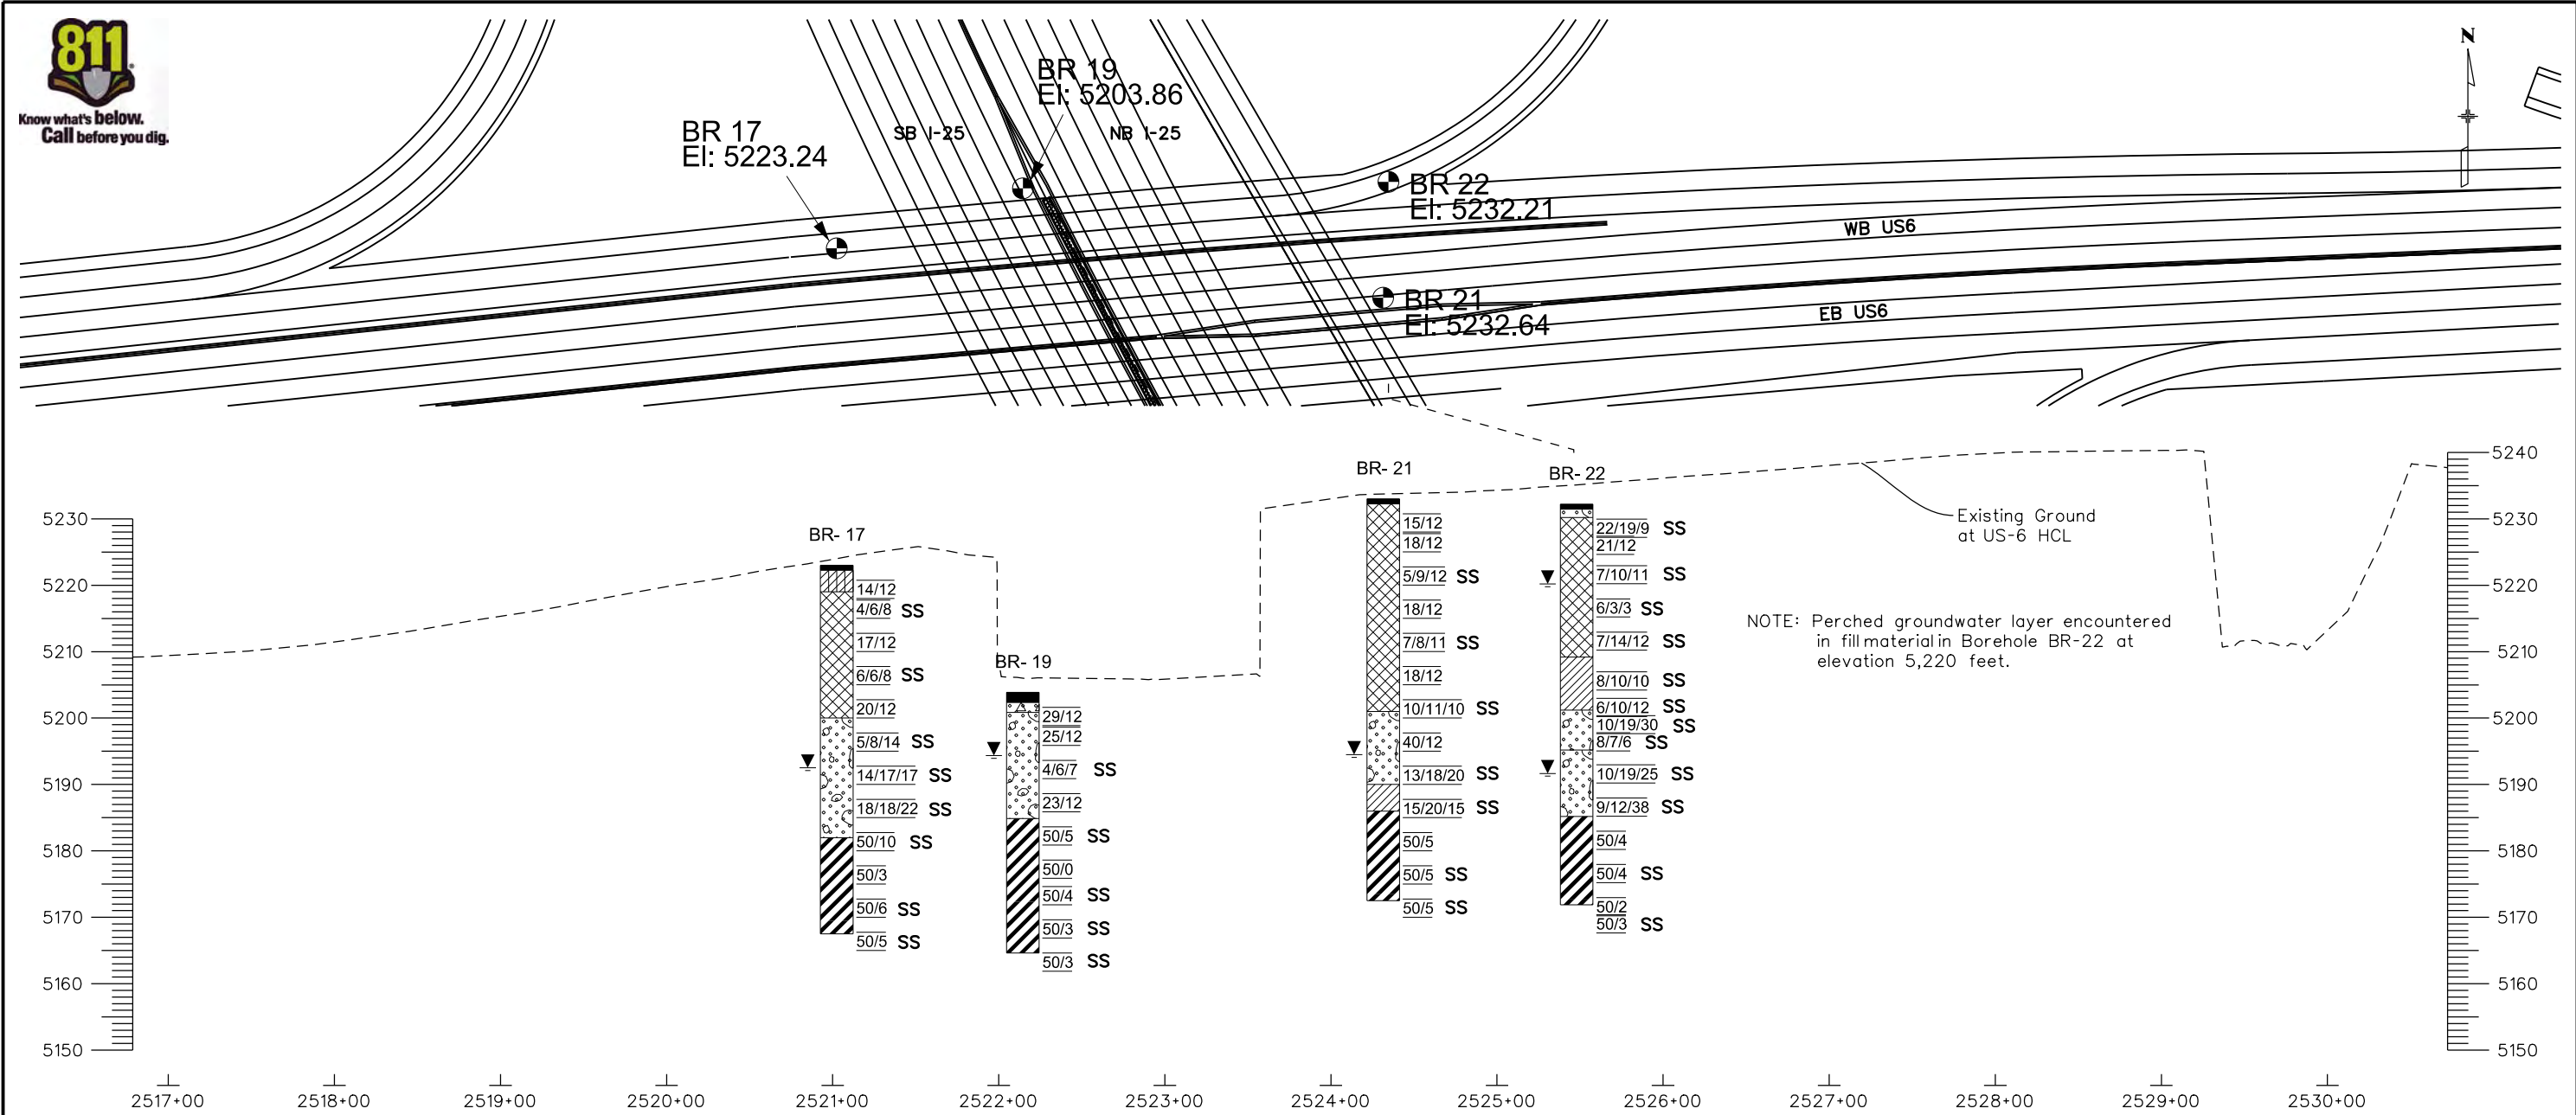 811
Know what's below.
Call before you dig.
N
BR 19
El: 5203.86
BR 17
El: 5223.24
SB I-25
NB I-25
BR 22
El: 5232.21
WB US6
BR 21
El: 5232.64
EB US6
BR-17
BR-19
BR-21
BR-22
5230
5220
5210
5200
5190
5180
5170
5160
5150
14/12
4/6/8 SS
17/12
6/6/8 SS
20/12
5/8/14 SS
14/17/17 SS
18/18/22 SS
50/10 SS
50/3
50/6 SS
50/5 SS
29/12
25/12
4/6/7 SS
23/12
50/5 SS
50/0
50/4 SS
50/3 SS
50/3 SS
15/12
18/12
5/9/12 SS
18/12
7/8/11 SS
18/12
10/11/10 SS
40/12
13/18/20 SS
15/20/15 SS
50/5
50/5 SS
50/5 SS
22/19/9 SS
21/12
7/10/11 SS
6/3/3 SS
7/14/12 SS
8/10/10 SS
6/10/12 SS
10/19/30 SS
8/7/6 SS
10/19/25 SS
9/12/38 SS
50/4
50/4 SS
50/2
50/3 SS
Existing Ground
at US-6 HCL
NOTE: Perched groundwater layer encountered
in fill material in Borehole BR-22 at
elevation 5,220 feet.
5240
5230
5220
5210
5200
5190
5180
5170
5160
5150
2517+00 2518+00 2519+00 2520+00 2521+00 2522+00 2523+00 2524+00 2525+00 2526+00 2527+00 2528+00 2529+00 2530+00